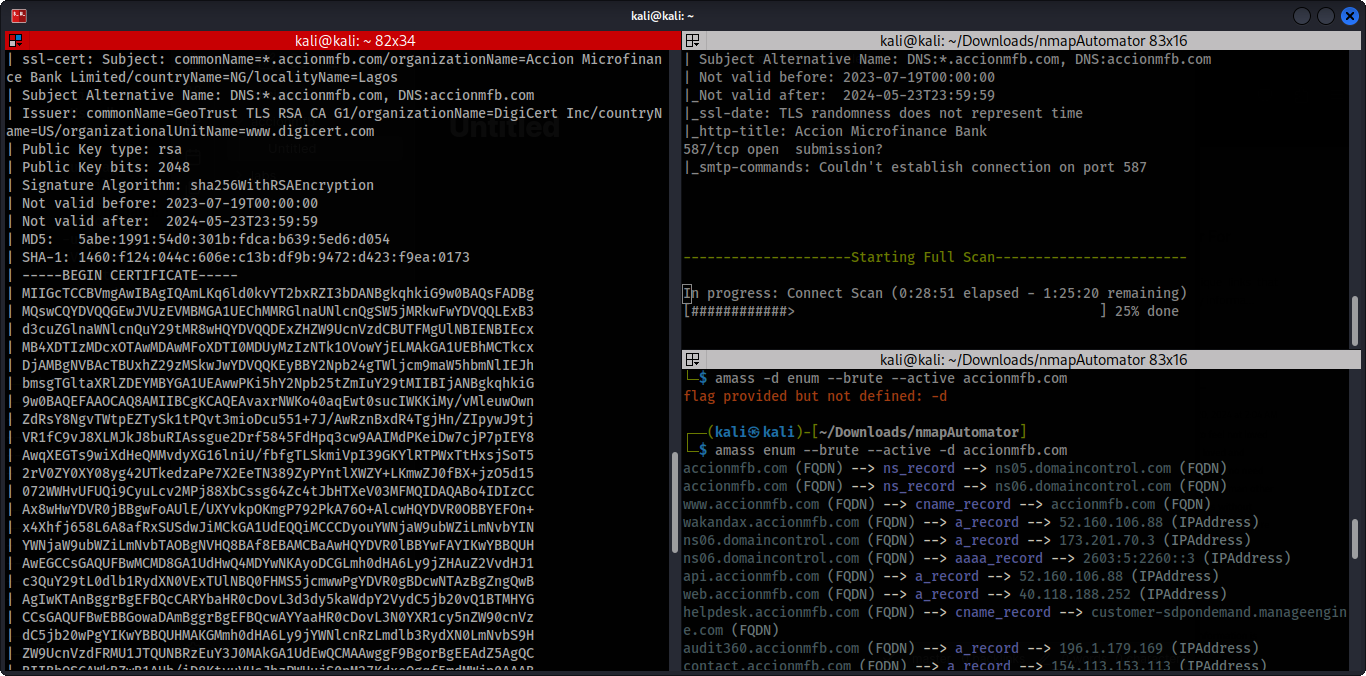 kali@kali: ~
kali@kali: ~ 82x34
| ssl-cert: Subject: commonName=*.accionmfb.com/organizationName=Accion Microfinan
ce Bank Limited/countryName=NG/localityName=Lagos
| Subject Alternative Name: DNS:*.accionmfb.com, DNS:accionmfb.com
| Issuer: commonName=GeoTrust TLS RSA CA G1/organizationName=DigiCert Inc/countryN
ame=US/organizationalUnitName=www.digicert.com
| Public Key type: rsa
| Public Key bits: 2048
| Signature Algorithm: sha256WithRSAEncryption
| Not valid before: 2023-07-19T00:00:00
| Not valid after:  2024-05-23T23:59:59
| MD5:   5abe:1991:54d0:301b:fdca:b639:5ed6:d054
| SHA-1: 1460:f124:044c:606e:c13b:df9b:9472:d423:f9ea:0173
| -----BEGIN CERTIFICATE-----
| MIIGcTCCBVmgAwIBAgIQAmLKq6ld0kvYT2bxRZI3bDANBgkqhkiG9w0BAQsFADBg
| MQswCQYDVQQGEwJVUzEVMBMGA1UEChMMRGlnaUNlcnQgSW5jMRkwFwYDVQQLExB3
| d3cuZGlnaWNlcnQuY29tMR8wHQYDVQQDExZHZW9UcnVzdCBUTFMgUlNBIENBIEcx
| MB4XDTIzMDcxOTAwMDAwMFoXDTI0MDUyMzIzNTk1OVowYjELMAkGA1UEBhMCTkcx
| DjAMBgNVBAcTBUxhZ29zMSkwJwYDVQQKEyBBY2Npb24gTWljcm9maW5hbmNlIEJh
| bmsgTGltaXRlZDEYMBYGA1UEAwwPKi5hY2Npb25tZmIuY29tMIIBIjANBgkqhkiG
| 9w0BAQEFAAOCAQ8AMIIBCgKCAQEAvaxrNWKo40aqEwt0sucIWKKiMy/vMleuwOwn
| ZdRsY8NgvTWtpEZTySk1tPQvt3mioDcu551+7J/AwRznBxdR4TgjHn/ZIpywJ9tj
| VR1fC9vJ8XLMJkJ8buRIAssgue2Drf5845FdHpq3cw9AAIMdPKeiDw7cjP7pIEY8
| AwqXEGTs9wiXdHeQMMvdyXG16lniU/fbfgTLSkmiVpI39GKYlRTPWxTtHxsjSoT5
| 2rV0ZY0XY08yg42UTkedzaPe7X2EeTN389ZyPYntlXWZY+LKmwZJ0fBX+jzO5d15
| 072WWHvUFUQi9CyuLcv2MPj88XbCssg64Zc4tJbHTXeV03MFMQIDAQABo4IDIzCC
| Ax8wHwYDVR0jBBgwFoAUlE/UXYvkpOKmgP792PkA76O+AlcwHQYDVR0OBBYEFOn+
| x4Xhfj658L6A8afRxSUSdwJiMCkGA1UdEQQiMCCCDyouYWNjaW9ubWZiLmNvbYIN
| YWNjaW9ubWZiLmNvbTAOBgNVHQ8BAf8EBAMCBaAwHQYDVR0lBBYwFAYIKwYBBQUH
| AwEGCCsGAQUFBwMCMD8GA1UdHwQ4MDYwNKAyoDCGLmh0dHA6Ly9jZHAuZ2VvdHJ1
| c3QuY29tL0dlb1RydXN0VExTUlNBQ0FHMS5jcmwwPgYDVR0gBDcwNTAzBgZngQwB
| AgIwKTAnBggrBgEFBQcCARYbaHR0cDovL3d3dy5kaWdpY2VydC5jb20vQ1BTMHYG
| CCsGAQUFBwEBBGowaDAmBggrBgEFBQcwAYYaaHR0cDovL3N0YXR1cy5nZW90cnVz
| dC5jb20wPgYIKwYBBQUHMAKGMmh0dHA6Ly9jYWNlcnRzLmdlb3RydXN0LmNvbS9H
| ZW9UcnVzdFRMU1JTQUNBRzEuY3J0MAkGA1UdEwQCMAAwggF9BgorBgEEAdZ5AgQC
kali@kali: ~/Downloads/nmapAutomator 83x16
| Subject Alternative Name: DNS:*.accionmfb.com, DNS:accionmfb.com
| Not valid before: 2023-07-19T00:00:00
|_Not valid after:  2024-05-23T23:59:59
|_ssl-date: TLS randomness does not represent time
|_http-title: Accion Microfinance Bank
587/tcp open  submission?
|_smtp-commands: Couldn't establish connection on port 587
---------------------Starting Full Scan------------------------
In progress: Connect Scan (0:28:51 elapsed - 1:25:20 remaining)
[############>                                      ] 25% done
kali@kali: ~/Downloads/nmapAutomator 83x16
└─$ amass -d enum --brute --active accionmfb.com
flag provided but not defined: -d
┌──(kali㉿kali)-[~/Downloads/nmapAutomator]
└─$ amass enum --brute --active -d accionmfb.com
accionmfb.com (FQDN) --> ns_record --> ns05.domaincontrol.com (FQDN)
accionmfb.com (FQDN) --> ns_record --> ns06.domaincontrol.com (FQDN)
www.accionmfb.com (FQDN) --> cname_record --> accionmfb.com (FQDN)
wakandax.accionmfb.com (FQDN) --> a_record --> 52.160.106.88 (IPAddress)
ns06.domaincontrol.com (FQDN) --> a_record --> 173.201.70.3 (IPAddress)
ns06.domaincontrol.com (FQDN) --> aaaa_record --> 2603:5:2260::3 (IPAddress)
api.accionmfb.com (FQDN) --> a_record --> 52.160.106.88 (IPAddress)
web.accionmfb.com (FQDN) --> a_record --> 40.118.188.252 (IPAddress)
helpdesk.accionmfb.com (FQDN) --> cname_record --> customer-sdpondemand.manageengin
e.com (FQDN)
audit360.accionmfb.com (FQDN) --> a_record --> 196.1.179.169 (IPAddress)
contact.accionmfb.com (FQDN) --> a_record --> 154.113.153.113 (IPAddress)